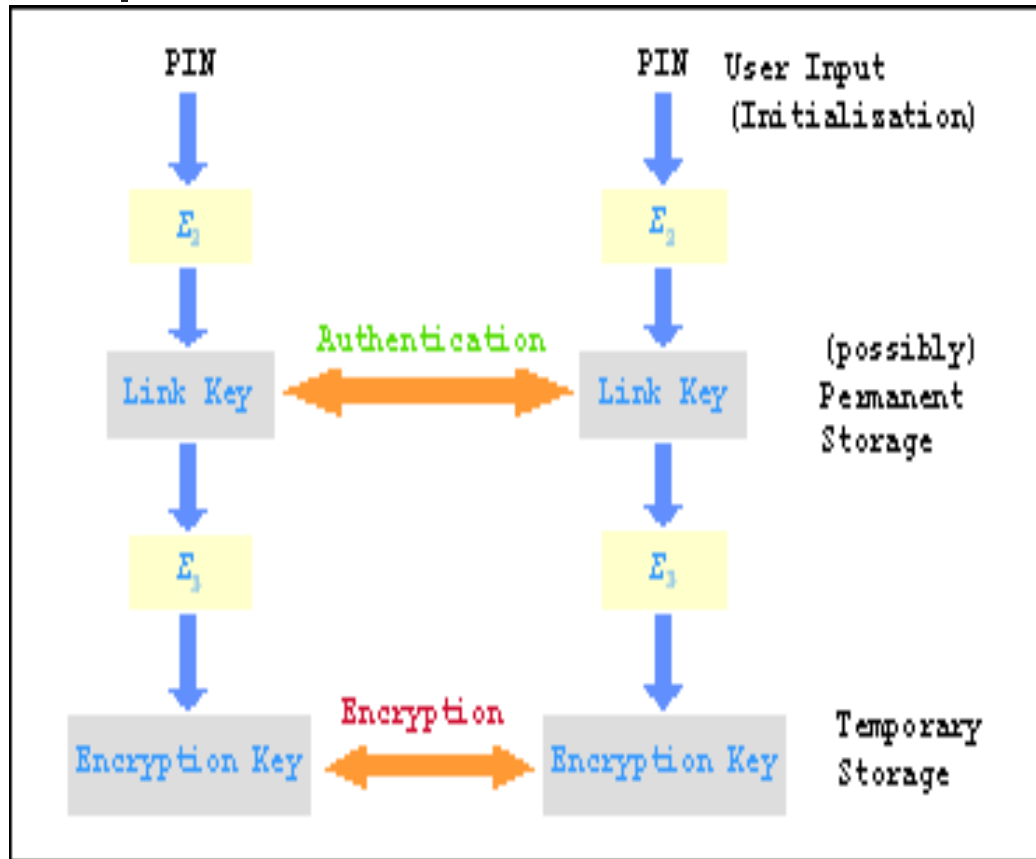 PIN
PIN
User Input
(Initialization)
E2
E2
Authentication
(possibly)
Link Key
Link Key
Permanent
Storage
E3
E3
Encryption
Temporary
Encryption Key
Encryption Key
Storage